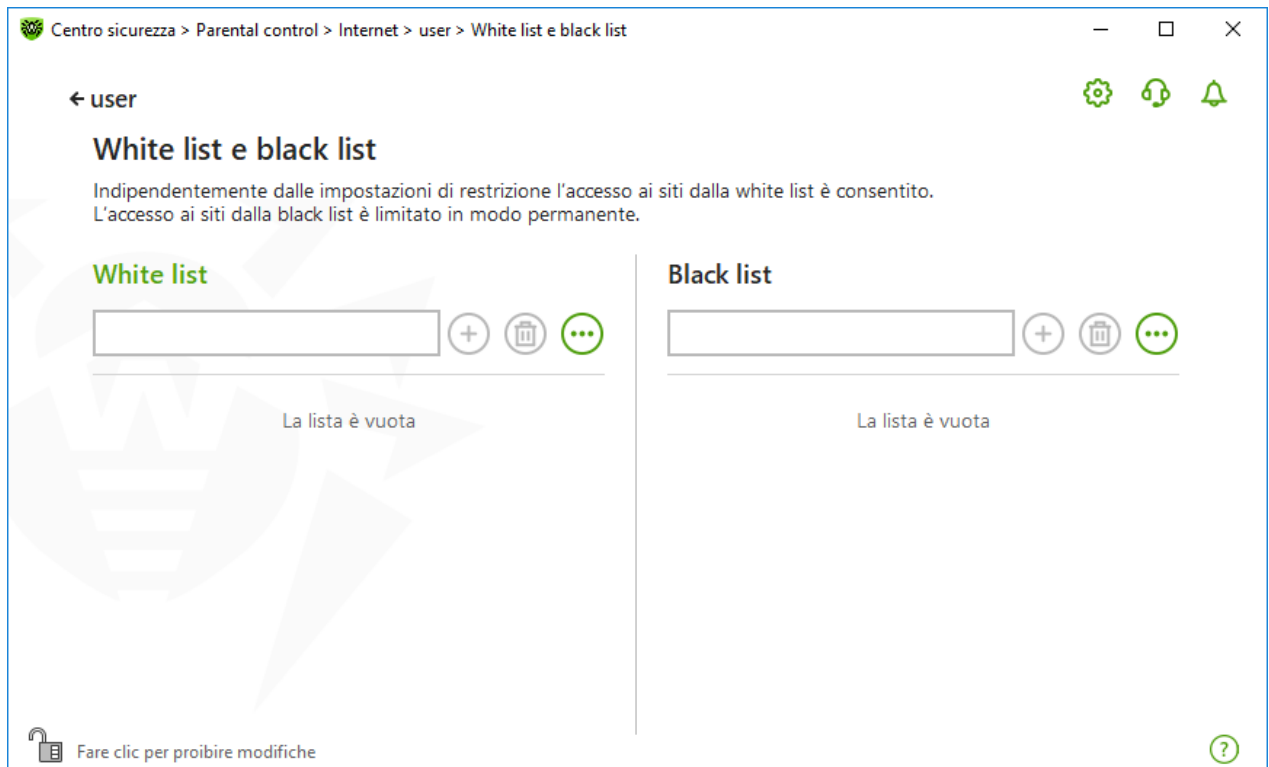 Centro sicurezza > Parental control > Internet > user > White list e black list
user
White list e black list
Indipendentemente dalle impostazioni di restrizione l'accesso ai siti dalla white list è consentito.
L'accesso ai siti dalla black list è limitato in modo permanente.
White list
Black list
La lista è vuota
La lista è vuota
Fare clic per proibire modifiche
?